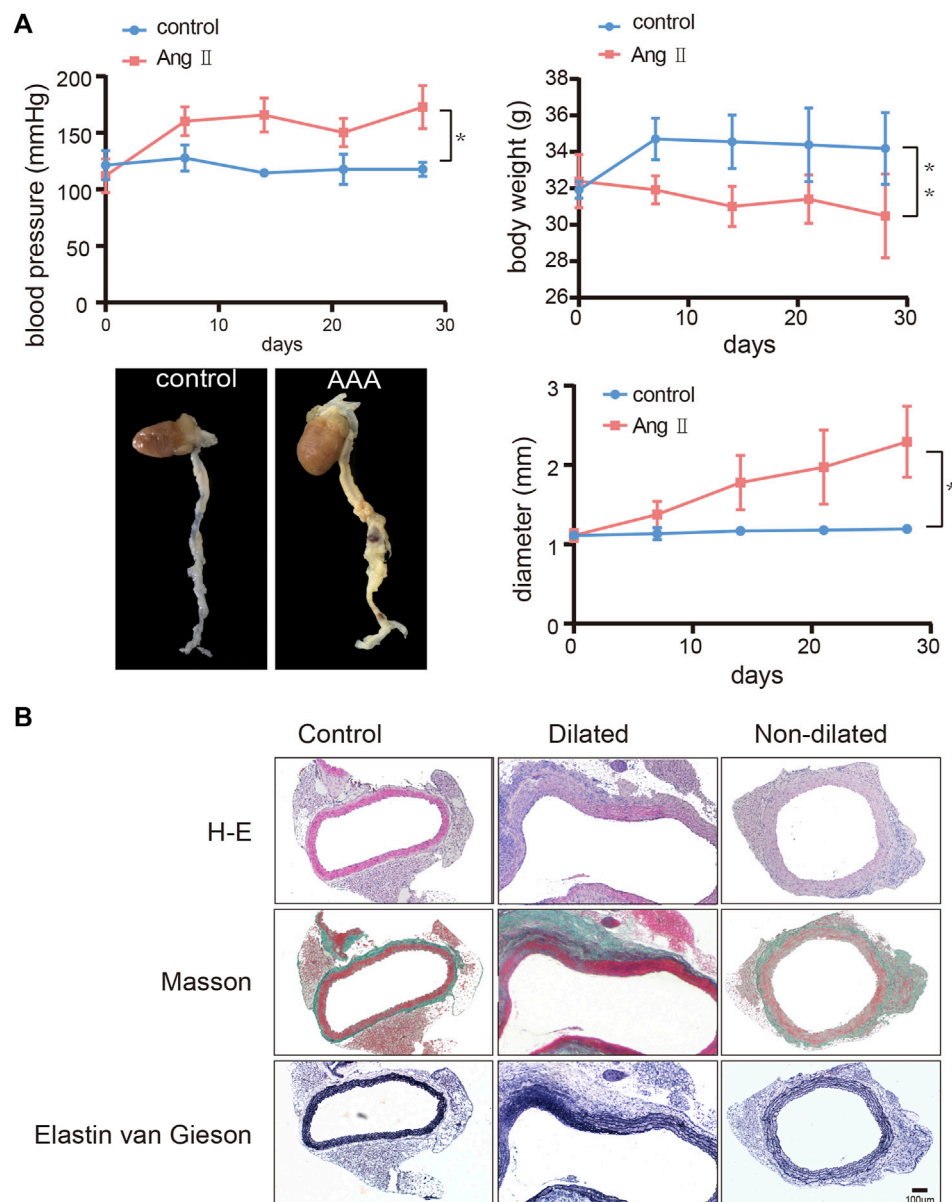 A
control
Ang Ⅱ
blood pressure (mmHg)
200
150
100
50
0
*
0
10
20
30
days
control
Ang Ⅱ
body weight (g)
38
36
34
32
30
28
26
*
*
0
10
20
30
days
control
AAA
control
Ang Ⅱ
diameter (mm)
3
2
1
0
*
0
10
20
30
days
B
Control
Dilated
Non-dilated
H-E
Masson
Elastin van Gieson
100μm